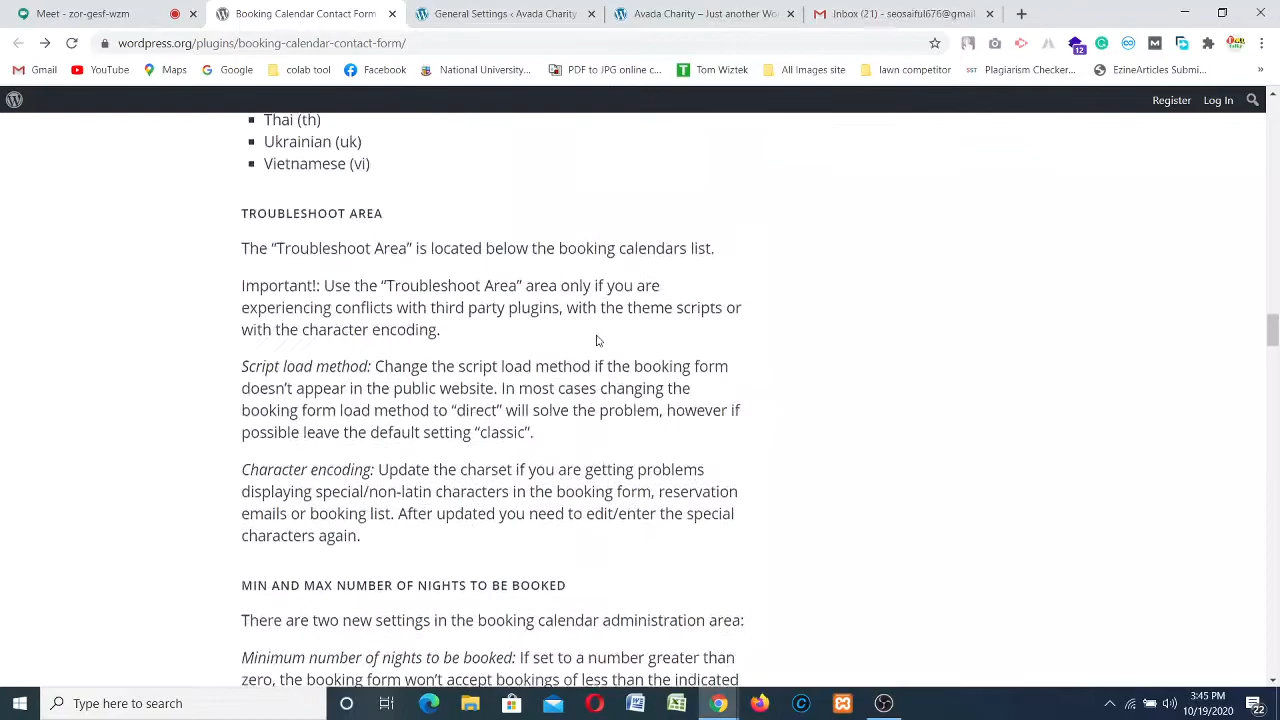 Meet - zor-gesf-wzm
Booking Calendar Contact Form
General Settings ‹ Avada Charity
Avada Charity – Just another Wo
Inbox (21) - seosaiful676@gmail
wordpress.org/plugins/booking-calendar-contact-form/
12
Gmail
YouTube
Maps
Google
colab tool
Facebook
National University...
PDF to JPG online c...
Tom Wiztek
All Images site
lawn competitor
Plagiarism Checker...
EzineArticles Submi...
»
Register
Log In
Thai (th)
Ukrainian (uk)
Vietnamese (vi)
TROUBLESHOOT AREA
The “Troubleshoot Area” is located below the booking calendars list.
Important!: Use the “Troubleshoot Area” area only if you are
experiencing conflicts with third party plugins, with the theme scripts or
with the character encoding.
Script load method: Change the script load method if the booking form
doesn’t appear in the public website. In most cases changing the
booking form load method to “direct” will solve the problem, however if
possible leave the default setting “classic“.
Character encoding: Update the charset if you are getting problems
displaying special/non-latin characters in the booking form, reservation
emails or booking list. After updated you need to edit/enter the special
characters again.
MIN AND MAX NUMBER OF NIGHTS TO BE BOOKED
There are two new settings in the booking calendar administration area:
Minimum number of nights to be booked: If set to a number greater than
zero, the booking form won’t accept bookings of less than the indicated
Type here to search
3:45 PM
10/19/2020
22